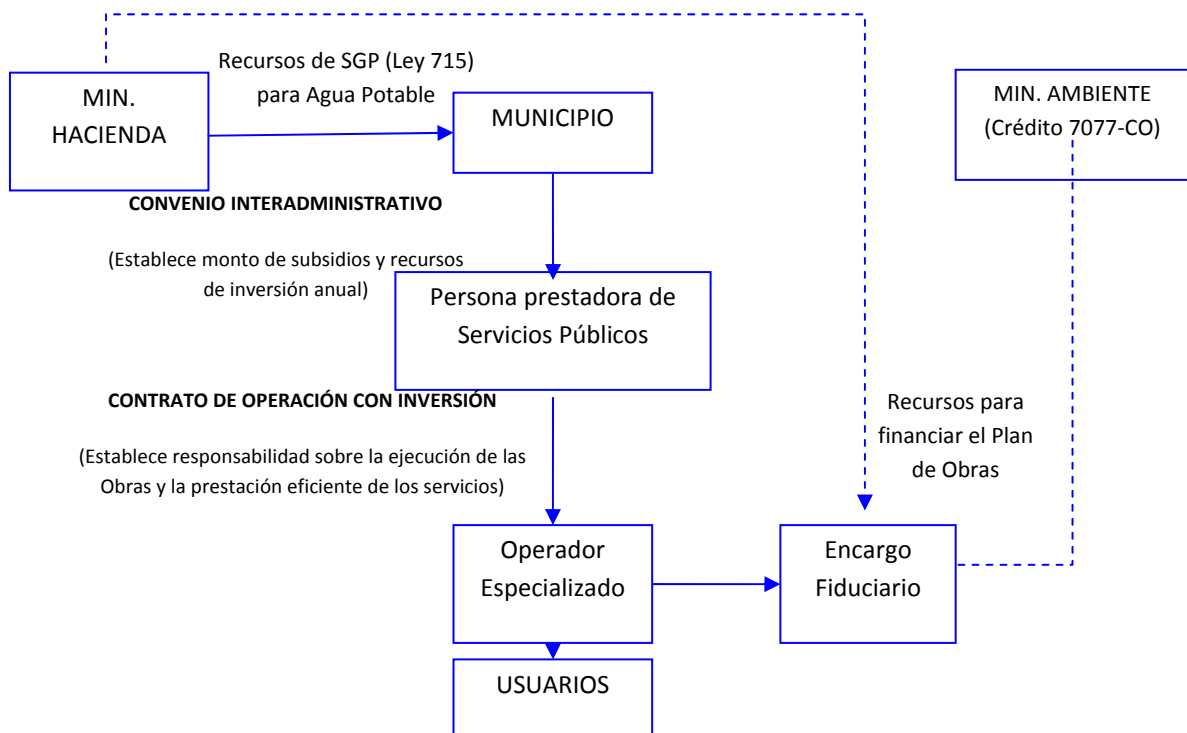 Recursos de SGP (Ley 715)
para Agua Potable
MIN.
HACIENDA
MUNICIPIO
MIN. AMBIENTE
(Crédito 7077-CO)
CONVENIO INTERADMINISTRATIVO
(Establece monto de subsidios y recursos
de inversión anual)
Persona prestadora de
Servicios Públicos
CONTRATO DE OPERACIÓN CON INVERSIÓN
(Establece responsabilidad sobre la ejecución de las
Obras y la prestación eficiente de los servicios)
Recursos para
financiar el Plan
de Obras
Operador
Especializado
Encargo
Fiduciario
USUARIOS